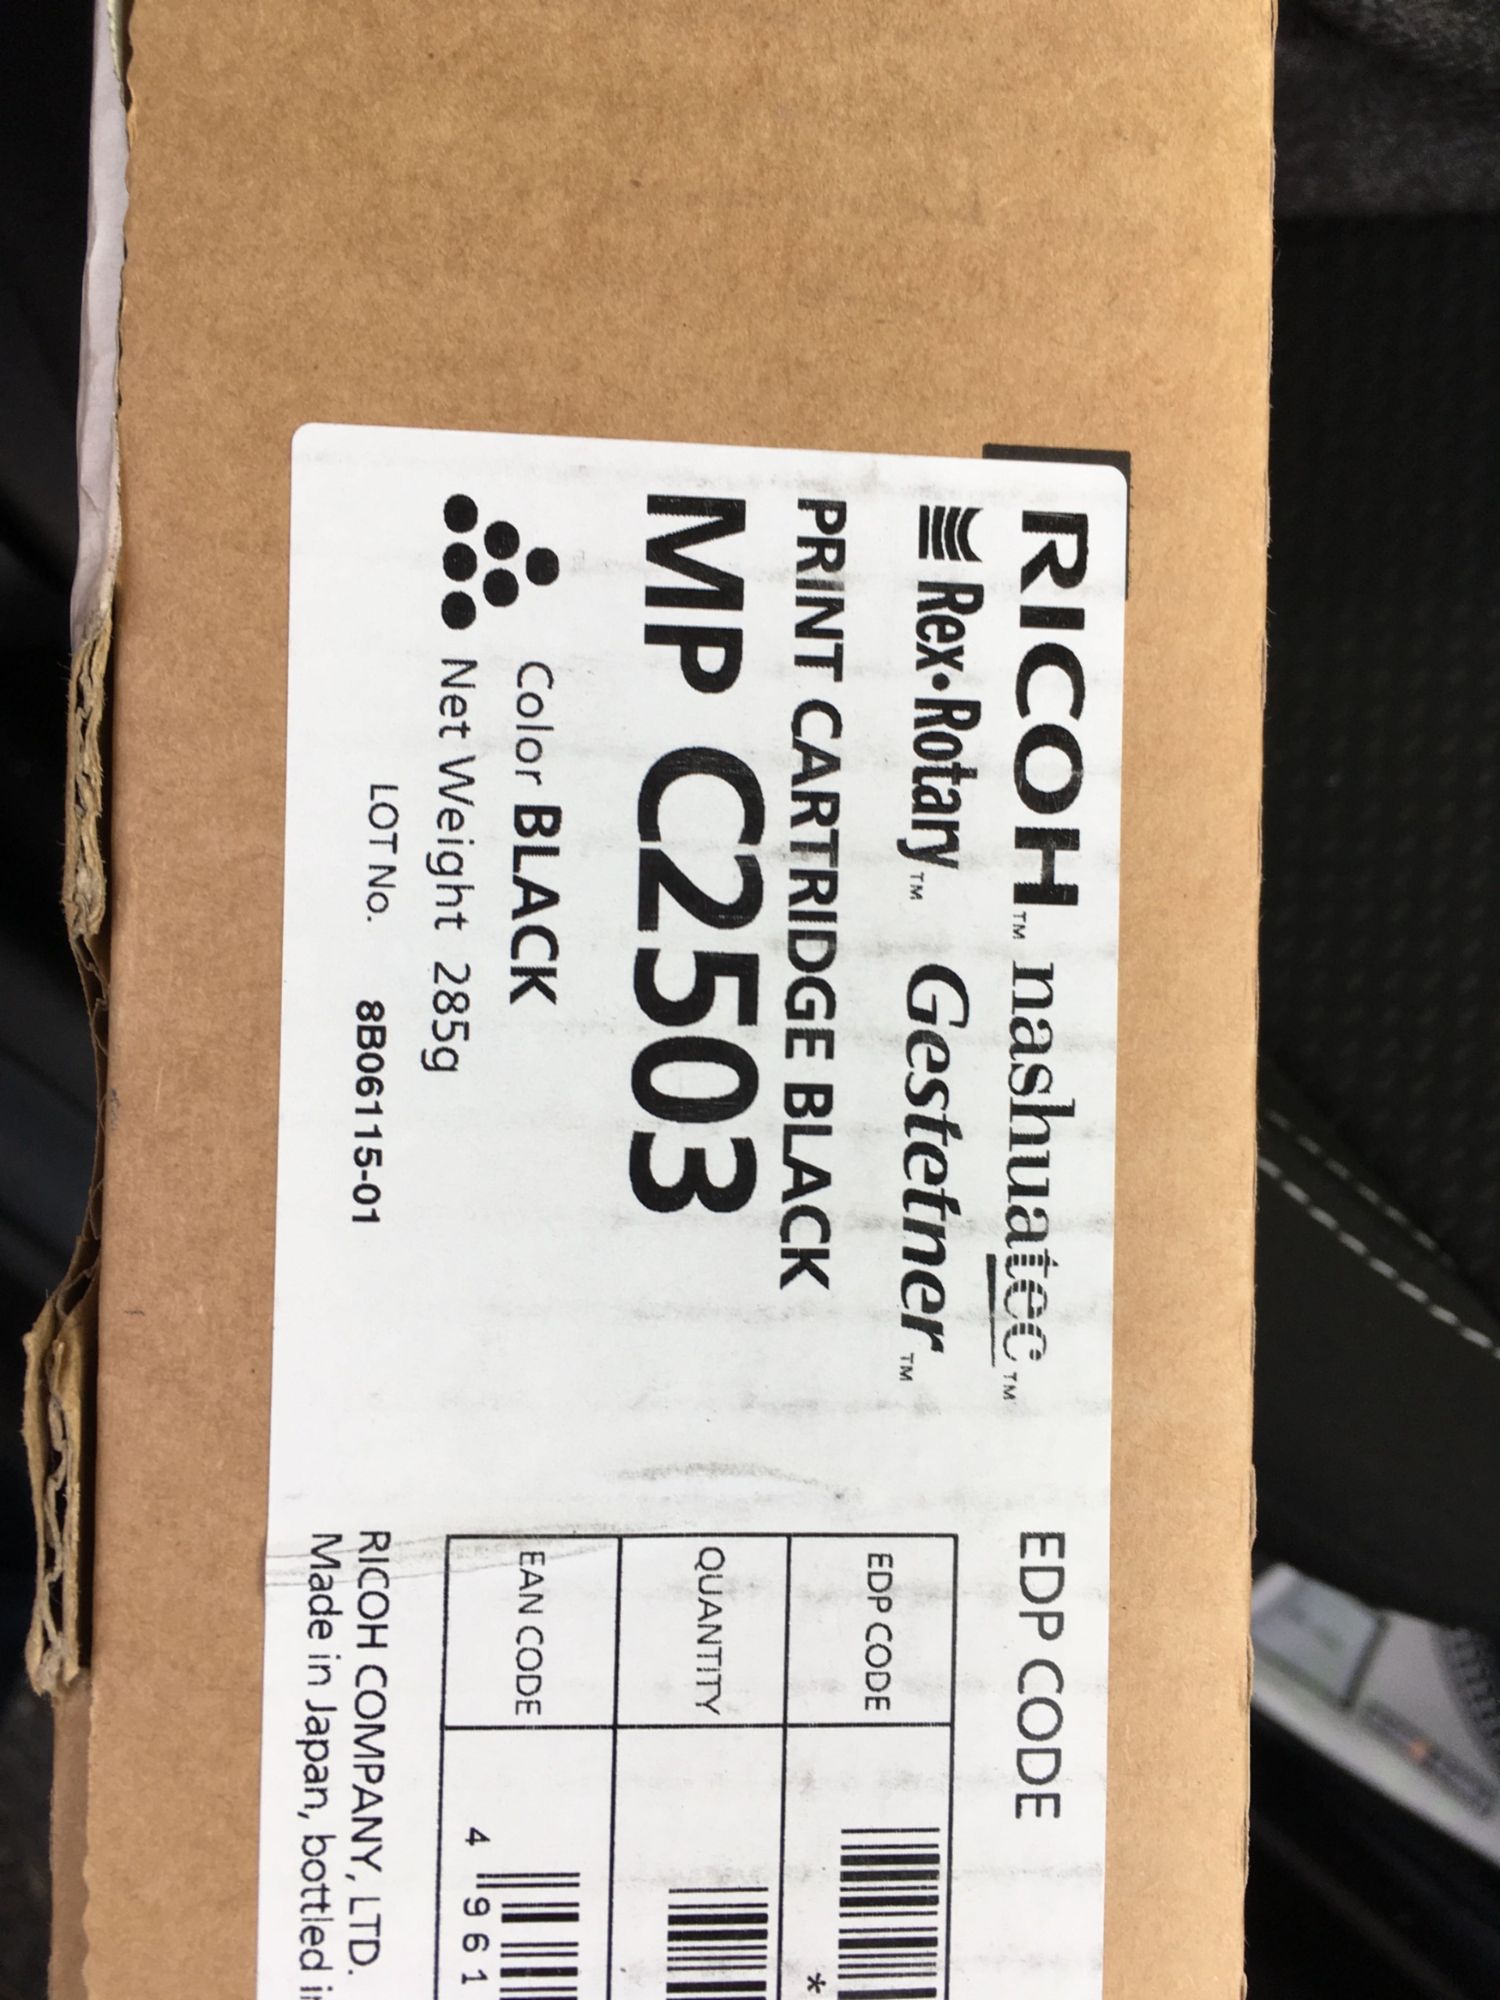 RICOH™ nashuatec™
Rex•Rotary™ Gestetner™
PRINT CARTRIDGE BLACK
MP C2503
Color BLACK
Net Weight 285g
LOT No. 8B06115-01
EDP CODE
EDP CODE
*
QUANTITY
EAN CODE
4 961
RICOH COMPANY, LTD.
Made in Japan, bottled